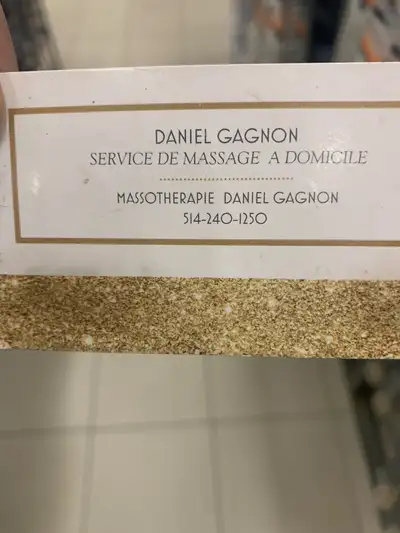 DANIEL GAGNON
SERVICE DE MASSAGE A DOMICILE
MASSOTHERAPIE DANIEL GAGNON
514-240-1250